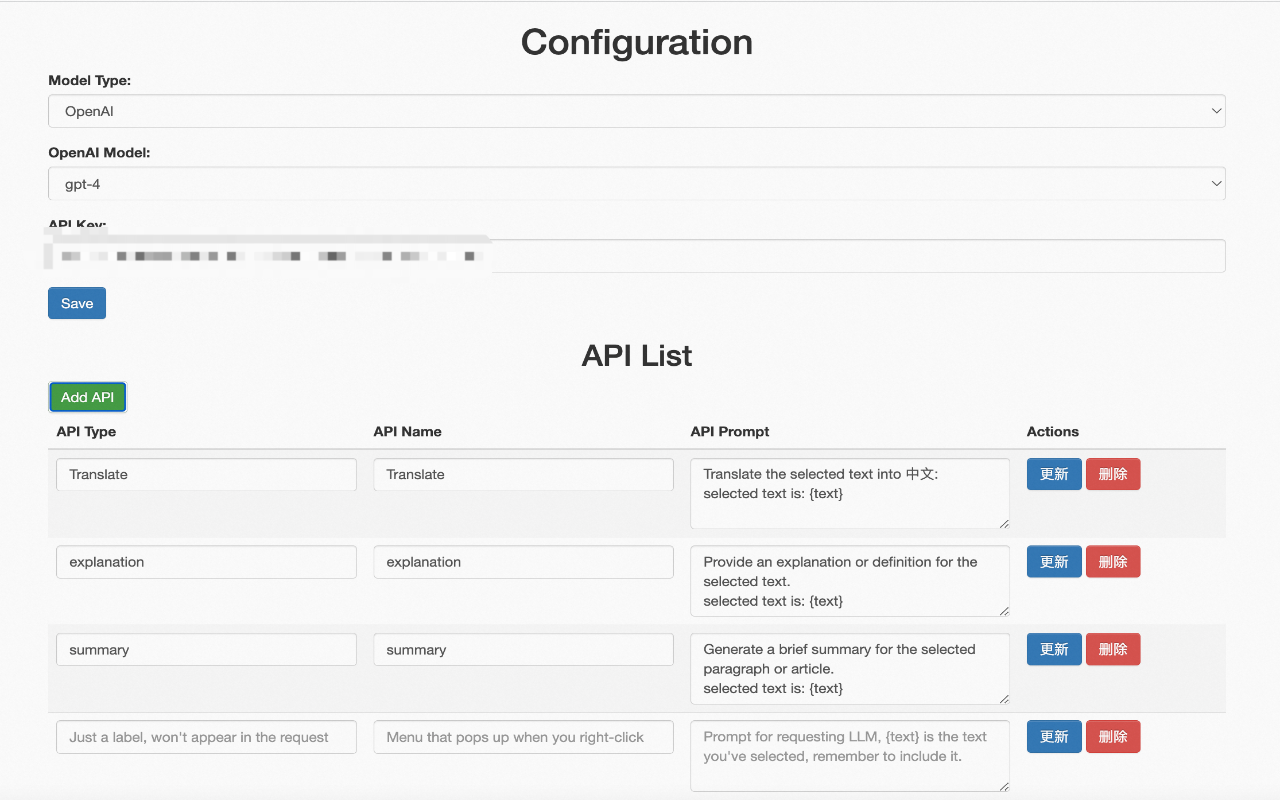 Configuration
Model Type:
OpenAI
OpenAI Model:
gpt-4
API Key:
Save
API List
Add API
API Type API Name API Prompt Actions
Translate Translate Translate the selected text into 中文: 更新 删除
selected text is: {text}
explanation explanation Provide an explanation or definition for the 更新 删除
selected text.
selected text is: {text}
summary summary Generate a brief summary for the selected 更新 删除
paragraph or article.
selected text is: {text}
Just a label, won't appear in the request Menu that pops up when you right-click Prompt for requesting LLM, {text} is the text 更新 删除
you've selected, remember to include it.